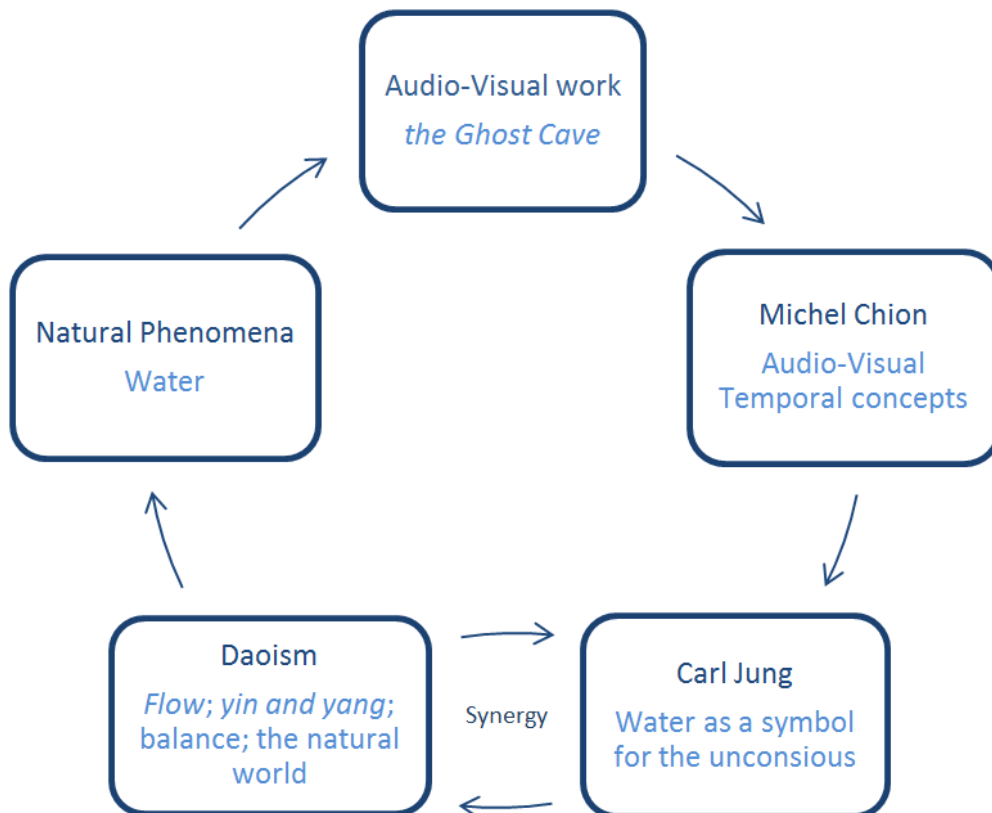 Audio-Visual work
the Ghost Cave
Natural Phenomena
Water
Michel Chion
Audio-Visual
Temporal concepts
Daoism
Flow; yin and yang;
balance; the natural
world
Synergy
Carl Jung
Water as a symbol
for the unconsious